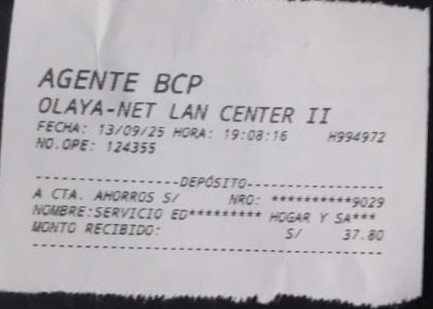 AGENTE BCP
OLAYA-NET LAN CENTER II
FECHA: 13/09/25 HORA: 19:08:16 H994972
NO.OPE: 124355
------------------DEPÓSITO------------------
A CTA. AHORROS S/ NRO: **********9029
NOMBRE:SERVICIO ED********* HOGAR Y SA***
MONTO RECIBIDO: S/ 37.80
--------------------------------------------